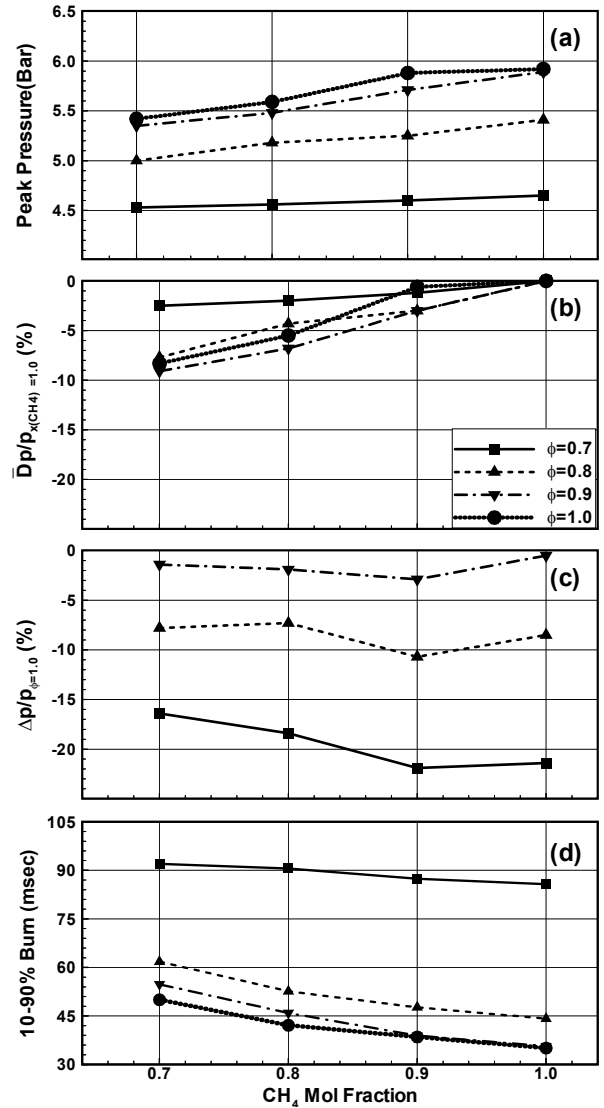 6.5
(a)
6.0
5.5
5.0
4.5
Peak Pressure(Bar)
0
(b)
-5
-10
-15
-20
D̅p/pₓ₍CH4₎ ₌₁.₀ (%)
ϕ=0.7
ϕ=0.8
ϕ=0.9
ϕ=1.0
0
(c)
-5
-10
-15
-20
Δp/p_ϕ=1.0 (%)
105
(d)
90
75
60
45
30
10-90% Burn (msec)
0.7 0.8 0.9 1.0
CH₄ Mol Fraction